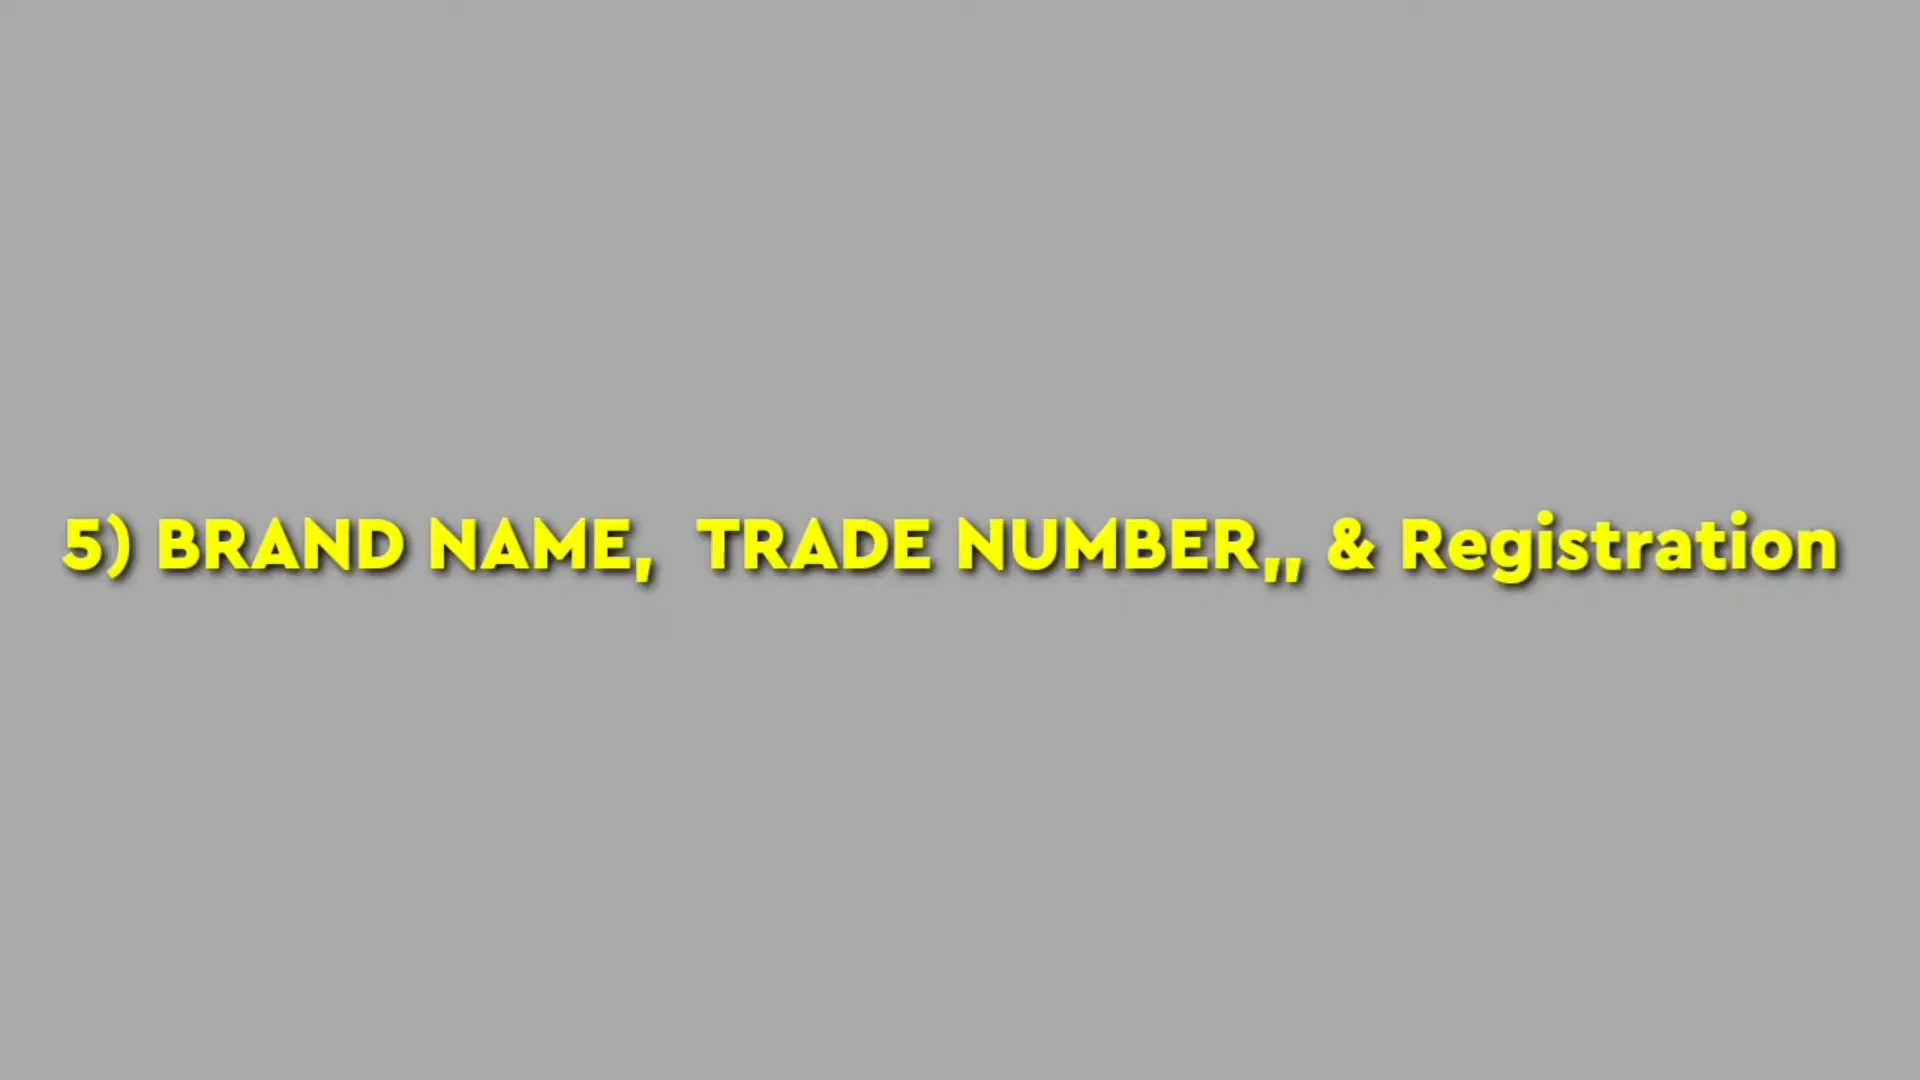 5) BRAND NAME,  TRADE NUMBER,, & Registration